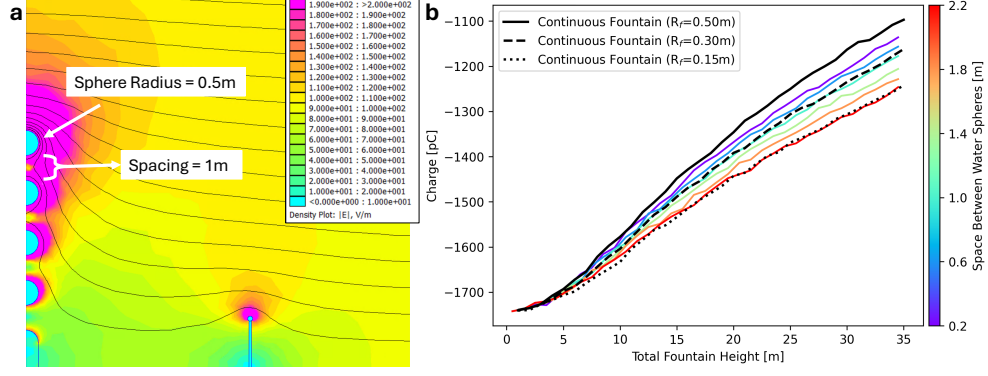 a
1.900e+002 : >2.000e+002
1.800e+002 : 1.900e+002
1.700e+002 : 1.800e+002
1.600e+002 : 1.700e+002
1.500e+002 : 1.600e+002
1.400e+002 : 1.500e+002
1.300e+002 : 1.400e+002
1.200e+002 : 1.300e+002
1.100e+002 : 1.200e+002
1.000e+002 : 1.100e+002
9.000e+001 : 1.000e+002
8.000e+001 : 9.000e+001
7.000e+001 : 8.000e+001
6.000e+001 : 7.000e+001
5.000e+001 : 6.000e+001
4.000e+001 : 5.000e+001
3.000e+001 : 4.000e+001
2.000e+001 : 3.000e+001
1.000e+001 : 2.000e+001
<0.000e+000 : 1.000e+001
Density Plot: |E|, V/m
Sphere Radius = 0.5m
Spacing = 1m
b
Continuous Fountain (R_f=0.50m)
Continuous Fountain (R_f=0.30m)
Continuous Fountain (R_f=0.15m)
−1100
−1200
−1300
−1400
−1500
−1600
−1700
Charge [pC]
0
5
10
15
20
25
30
35
Total Fountain Height [m]
2.2
1.8
1.4
1.0
0.6
0.2
Space Between Water Spheres [m]